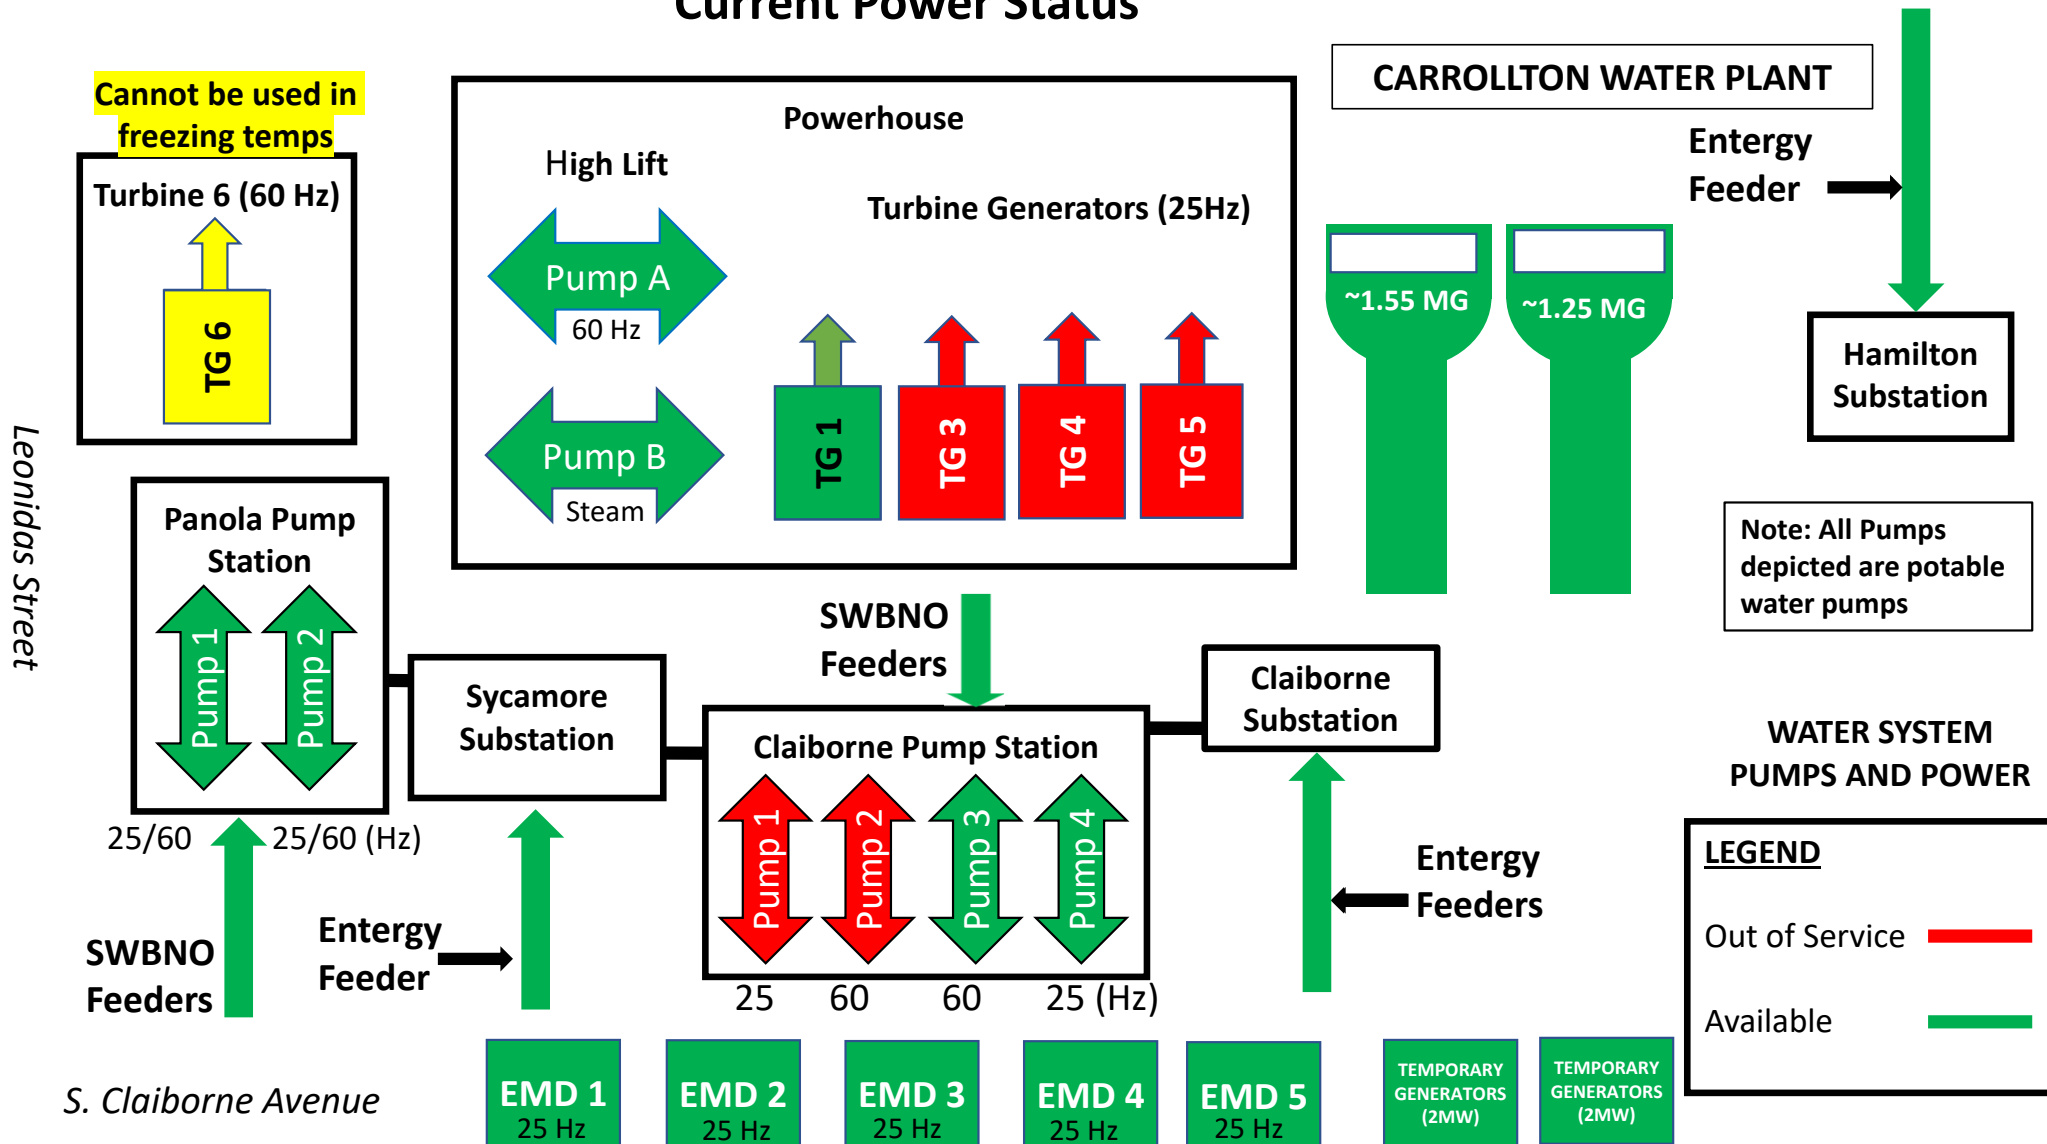 Current Power Status
Cannot be used in
freezing temps
Turbine 6 (60 Hz)
TG 6
Powerhouse
High Lift
Turbine Generators (25Hz)
Pump A
60 Hz
Pump B
Steam
TG 1
TG 3
TG 4
TG 5
CARROLLTON WATER PLANT
~1.55 MG
~1.25 MG
Entergy
Feeder
Hamilton
Substation
Note: All Pumps
depicted are potable
water pumps
Leonidas Street
Panola Pump
Station
Pump 1
Pump 2
25/60
25/60 (Hz)
SWBNO
Feeders
Sycamore
Substation
Entergy
Feeder
SWBNO
Feeders
Claiborne Pump Station
Pump 1
Pump 2
Pump 3
Pump 4
25
60
60
25 (Hz)
Claiborne
Substation
Entergy
Feeders
WATER SYSTEM
PUMPS AND POWER
LEGEND
Out of Service
Available
S. Claiborne Avenue
EMD 1
25 Hz
EMD 2
25 Hz
EMD 3
25 Hz
EMD 4
25 Hz
EMD 5
25 Hz
TEMPORARY
GENERATORS
(2MW)
TEMPORARY
GENERATORS
(2MW)